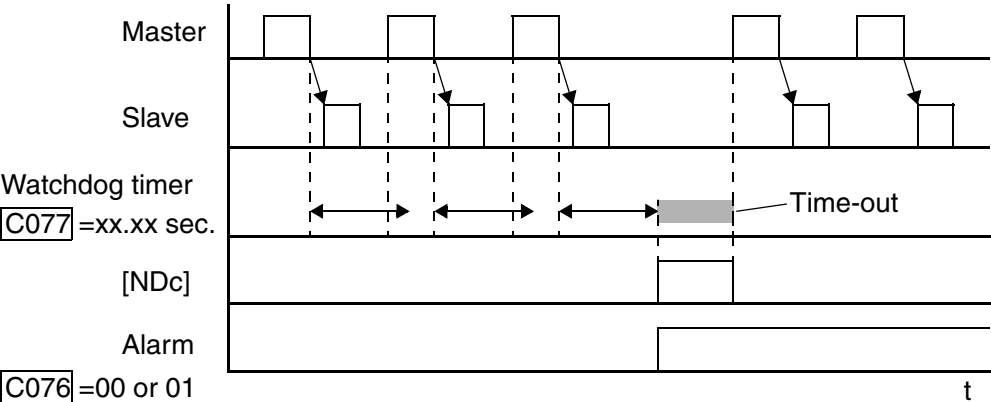 Master
Slave
Watchdog timer
C077 =xx.xx sec.
Time-out
[NDc]
Alarm
C076 =00 or 01
t